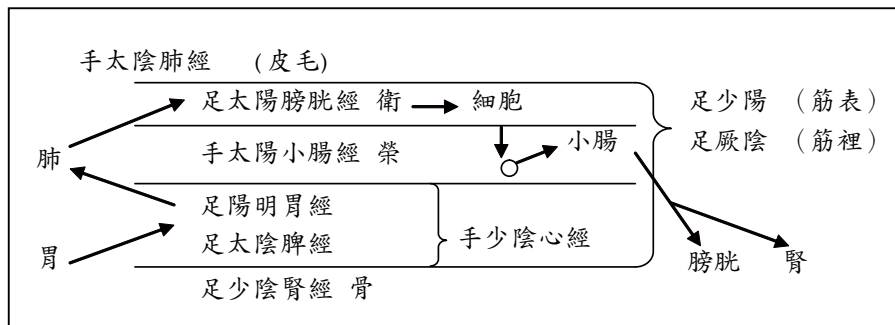 手太陰肺經 (皮毛)
足太陽膀胱經 衛 細胞
足少陽 (筋表)
手太陽小腸經 榮 小腸
足厥陰 (筋裡)
肺
足陽明胃經
胃
足太陰脾經
手少陰心經
膀胱 腎
足少陰腎經 骨